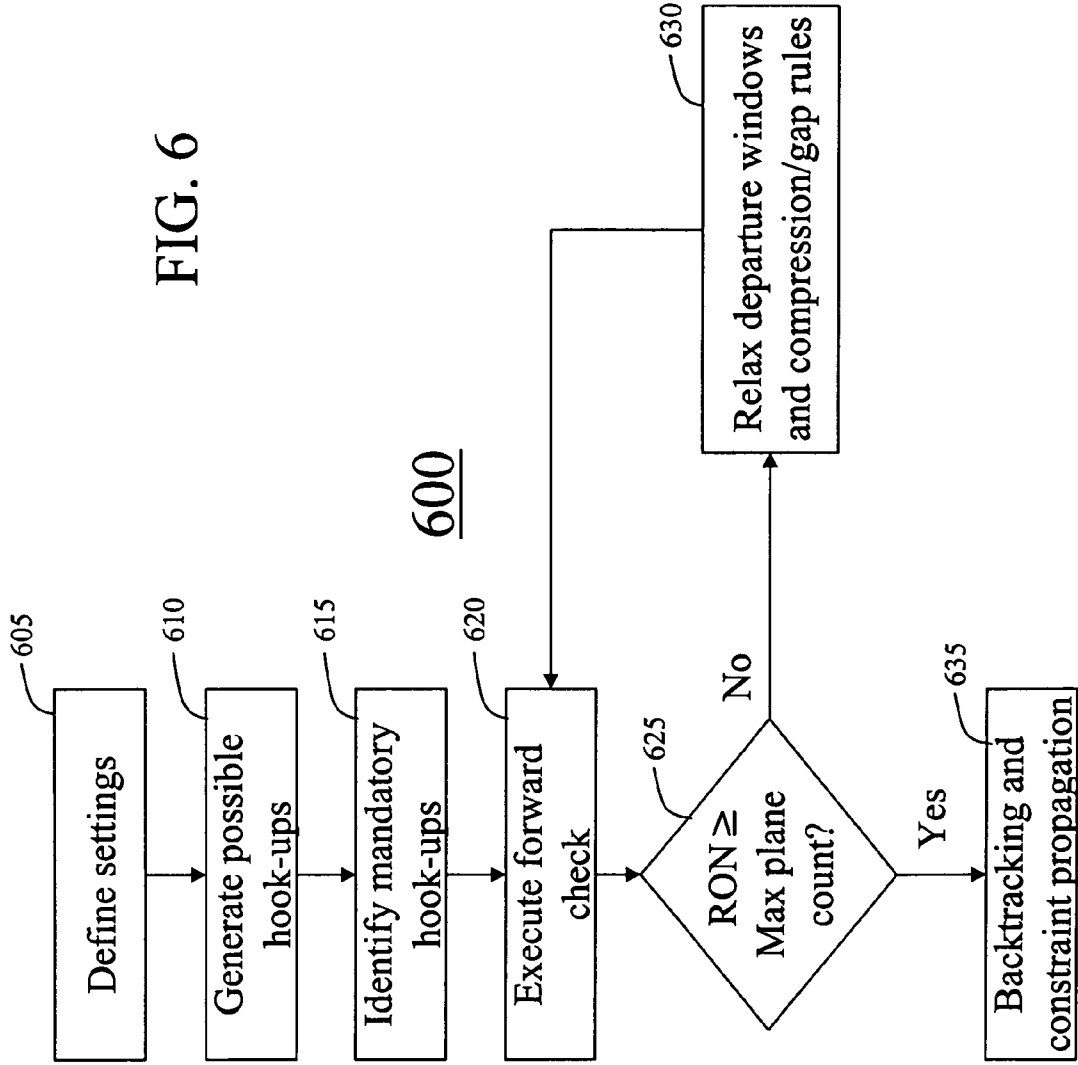 FIG. 6
600
605
Define settings
610
Generate possible
hook-ups
615
Identify mandatory
hook-ups
620
Execute forward
check
625
RON ≥
Max plane
count?
No
630
Relax departure windows
and compression/gap rules
Yes
635
Backtracking and
constraint propagation